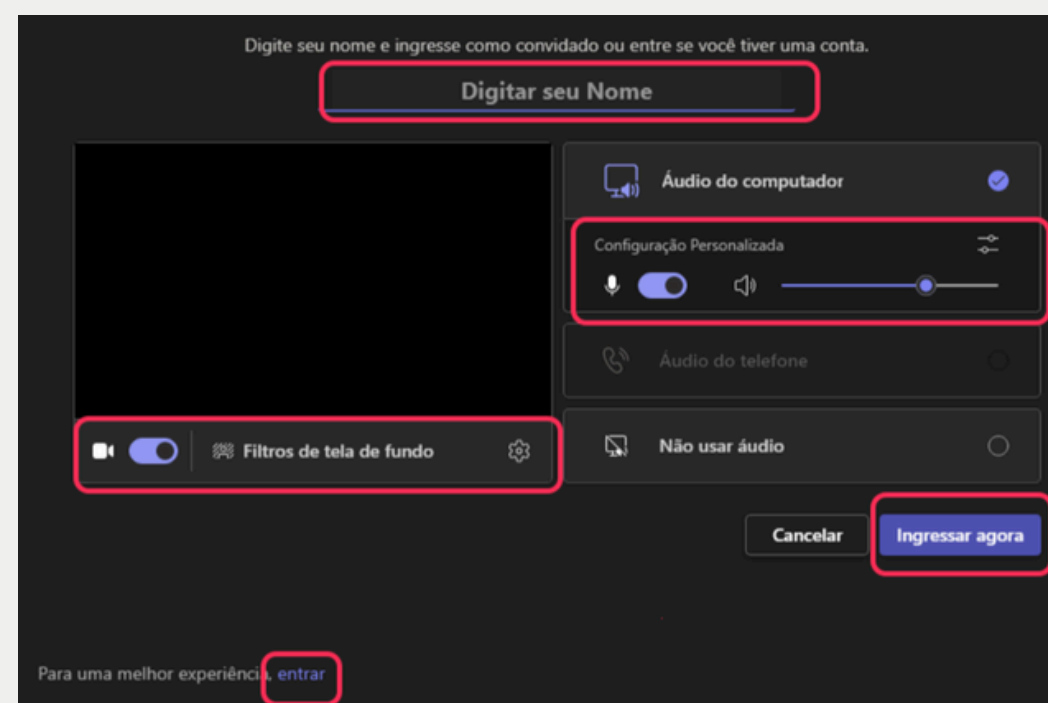 Digite seu nome e ingresse como convidado ou entre se você tiver uma conta.
Digitar seu Nome
Áudio do computador
Configuração Personalizada
Áudio do telefone
Filtros de tela de fundo
Não usar áudio
Cancelar
Ingressar agora
Para uma melhor experiência, entrar